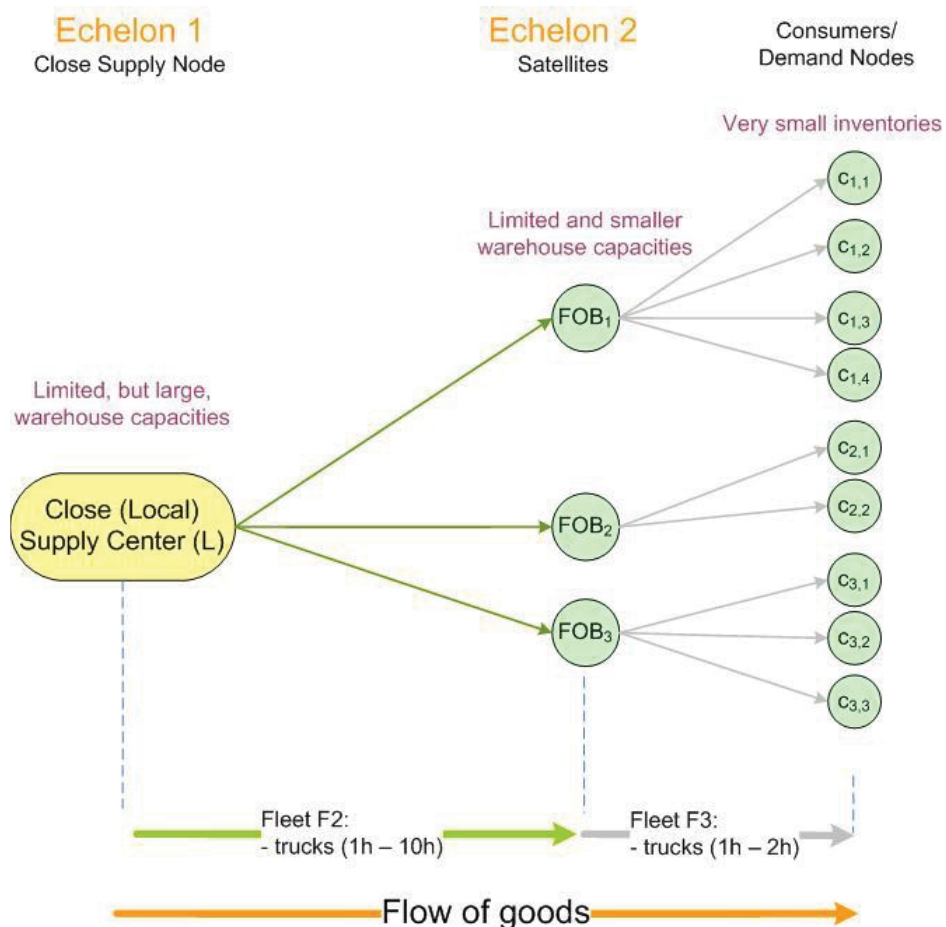 Echelon 1
Close Supply Node
Echelon 2
Satellites
Consumers/
Demand Nodes
Very small inventories
Limited and smaller
warehouse capacities
Limited, but large,
warehouse capacities
Close (Local)
Supply Center (L)
FOB₁
FOB₂
FOB₃
c₁,₁
c₁,₂
c₁,₃
c₁,₄
c₂,₁
c₂,₂
c₃,₁
c₃,₂
c₃,₃
Fleet F2:
- trucks (1h – 10h)
Fleet F3:
- trucks (1h – 2h)
Flow of goods